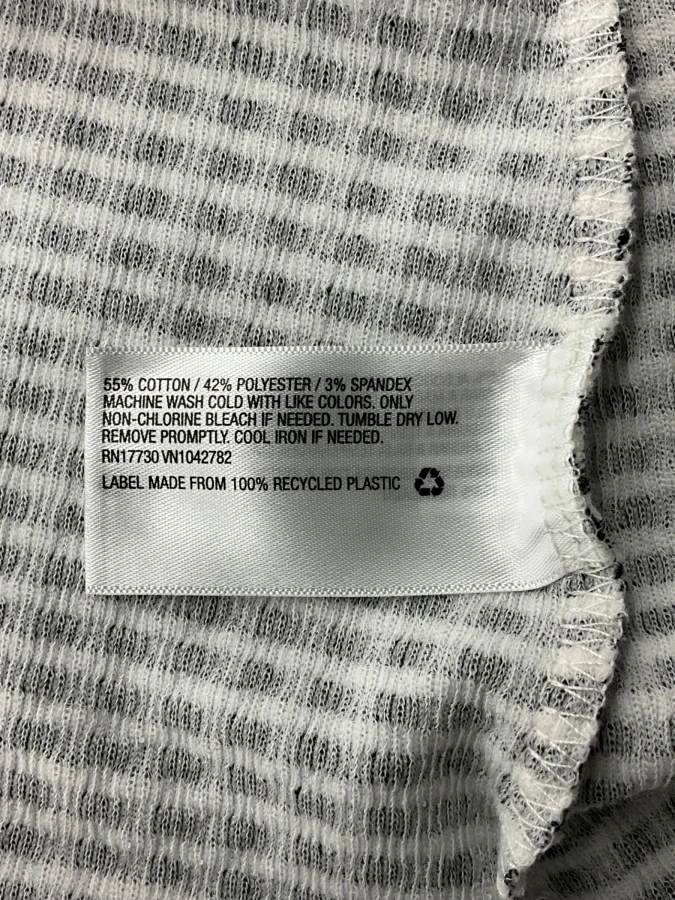 55% COTTON / 42% POLYESTER / 3% SPANDEX
MACHINE WASH COLD WITH LIKE COLORS. ONLY
NON-CHLORINE BLEACH IF NEEDED. TUMBLE DRY LOW.
REMOVE PROMPTLY. COOL IRON IF NEEDED.
RN17730 VN1042782
LABEL MADE FROM 100% RECYCLED PLASTIC